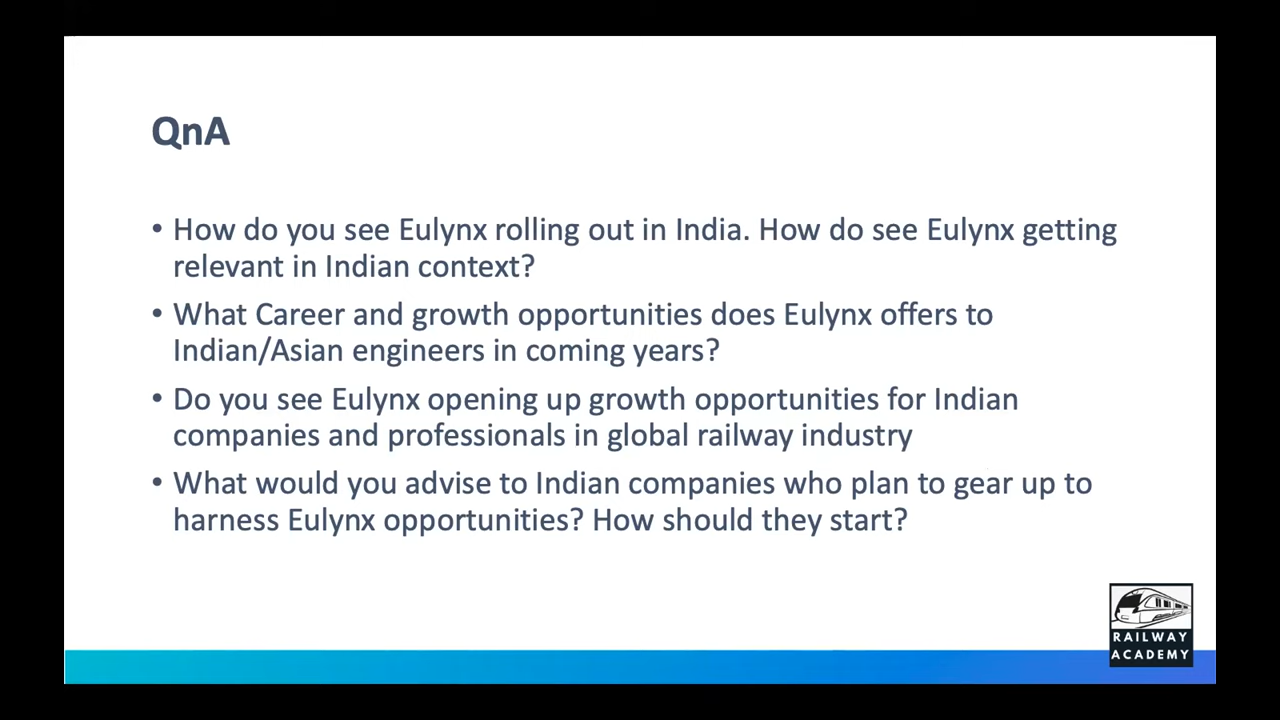 QnA
• How do you see Eulynx rolling out in India. How do see Eulynx getting
relevant in Indian context?
• What Career and growth opportunities does Eulynx offers to
Indian/Asian engineers in coming years?
• Do you see Eulynx opening up growth opportunities for Indian
companies and professionals in global railway industry
• What would you advise to Indian companies who plan to gear up to
harness Eulynx opportunities? How should they start?
RAILWAY
ACADEMY